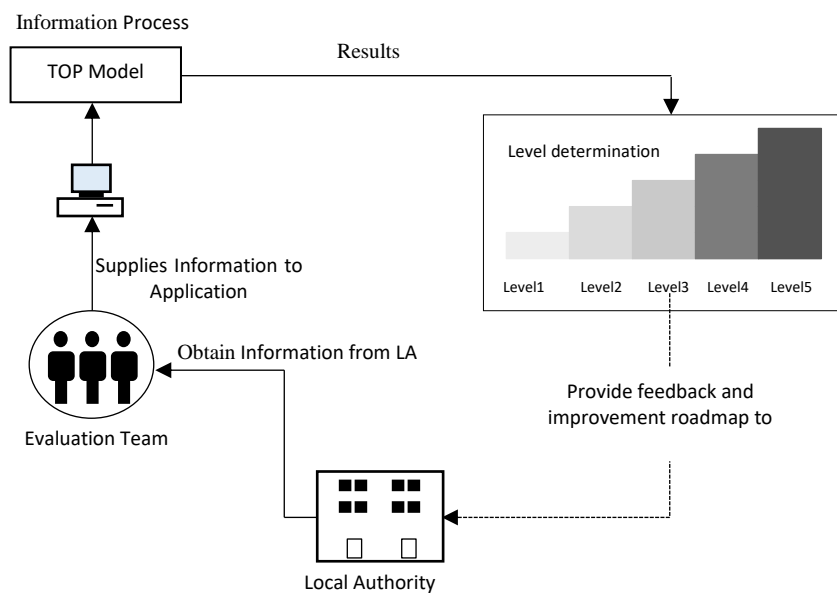 Information Process
TOP Model
Results
Level determination
Level1 Level2 Level3 Level4 Level5
Supplies Information to
Application
Obtain Information from LA
Evaluation Team
Provide feedback and
improvement roadmap to
Local Authority